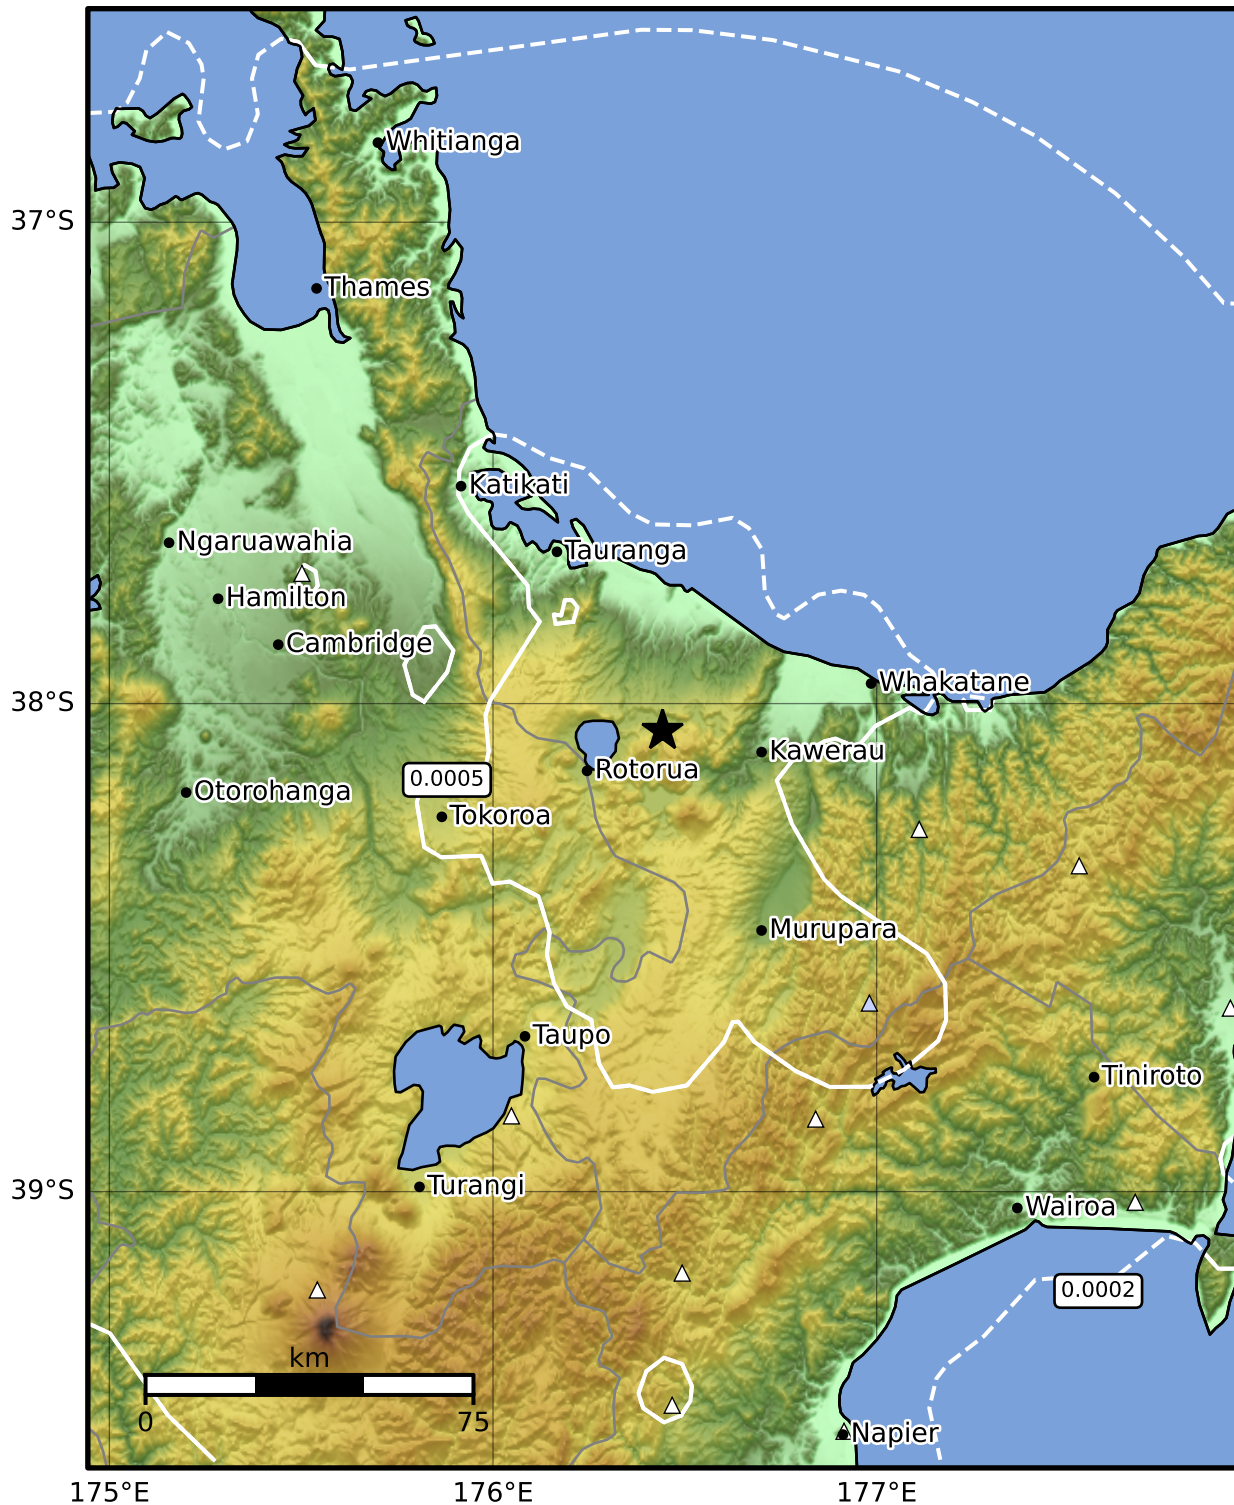 Whitianga
37°S
Thames
Katikati
Ngaruawahia
Tauranga
Hamilton
Cambridge
Whakatane
38°S
Kawerau
Rotorua
0.0005
Otorohanga
Tokoroa
Murupara
Taupo
Tiniroto
39°S
Turangi
Wairoa
0.0002
km
0 75
Napier
175°E 176°E 177°E